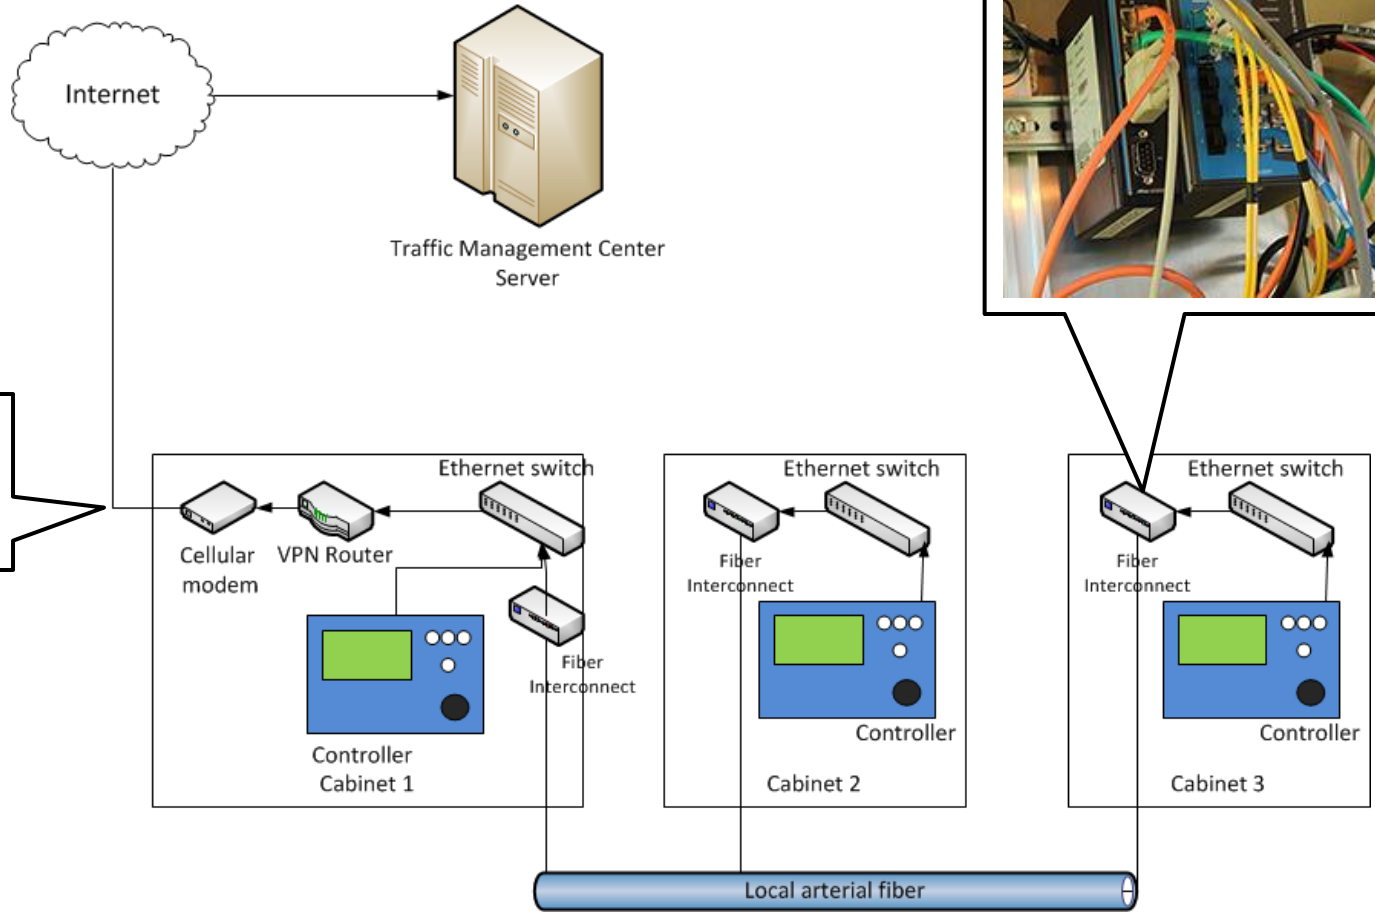 Internet
Traffic Management Center
Server
Ethernet switch
Cellular
modem
VPN Router
Fiber
Interconnect
Controller
Cabinet 1
Ethernet switch
Fiber
Interconnect
Controller
Cabinet 2
Ethernet switch
Fiber
Interconnect
Controller
Cabinet 3
Local arterial fiber